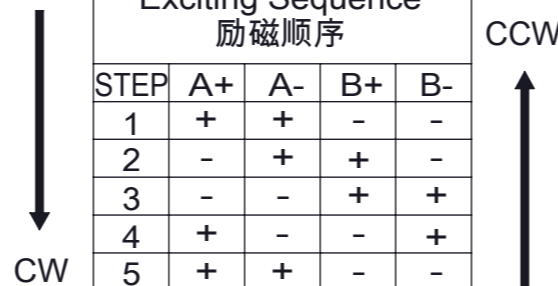 Exciting Sequence
励磁顺序
CCW
STEP A+ A- B+ B-
1 + + - -
2 - + + -
3 - - + +
4 + - - +
CW
5 + + - -